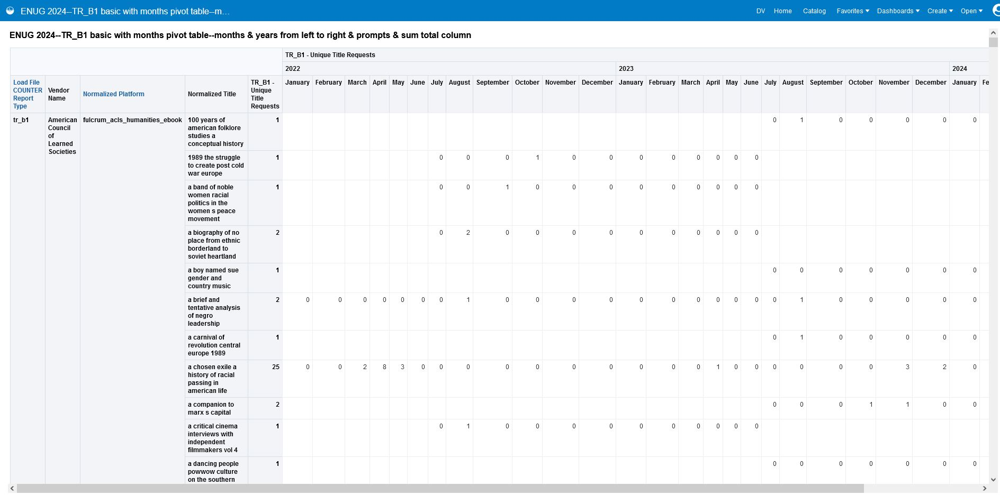 ENUG 2024--TR_B1 basic with months pivot table--m...
DV Home Catalog Favorites Dashboards Create Open
ENUG 2024--TR_B1 basic with months pivot table--months & years from left to right & prompts & sum total column
TR_B1 - Unique Title Requests
2022 2023 2024
Load File
COUNTER
Report
Type
Vendor
Name
Normalized Platform
Normalized Title
TR_B1 -
Unique
Title
Requests
January February March April May June July August September October November December January February March April May June July August September October November December January Fe
tr_b1
American
Council
of
Learned
Societies
fulcrum_acls_humanities_ebook
100 years of
american folklore
studies a
conceptual history
1 0 1 0 0 0 0 0
1989 the struggle
to create post cold
war europe
1 0 0 0 1 0 0 0 0 0 0 0 0
a band of noble
women racial
politics in the
women s peace
movement
1 0 0 1 0 0 0 0 0 0 0 0 0
a biography of no
place from ethnic
borderland to
soviet heartland
2 0 2 0 0 0 0 0 0 0 0 0 0
a boy named sue
gender and
country music
1 0 0 0 0 0 0 0
a brief and
tentative analysis
of negro
leadership
2 0 0 0 0 0 0 0 1 0 0 0 0 0 0 0 0 0 0 0 1 0 0 0 0 0
a carnival of
revolution central
europe 1989
1 0 1 0 0 0 0 0
a chosen exile a
history of racial
passing in
american life
25 0 0 2 8 3 0 0 0 0 0 0 0 0 0 0 1 0 0 0 0 0 0 3 2 0
a companion to
marx s capital
2 0 0 0 1 1 0 0
a critical cinema
interviews with
independent
filmmakers vol 4
1 0 1 0 0 0 0 0 0 0 0 0 0
a dancing people
powwow culture
on the southern
1 0 0 0 0 0 0 0